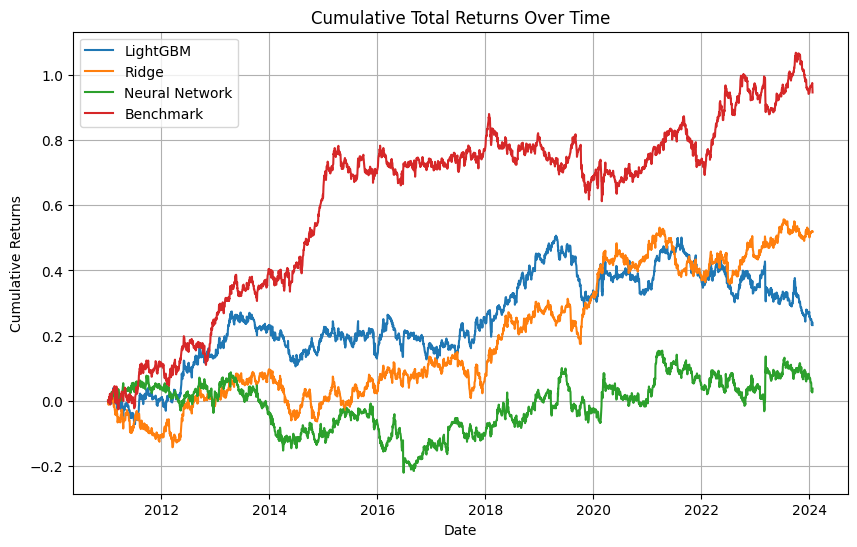 Cumulative Total Returns Over Time
LightGBM
Ridge
Neural Network
Benchmark
Cumulative Returns
1.0
0.8
0.6
0.4
0.2
0.0
−0.2
2012 2014 2016 2018 2020 2022 2024
Date